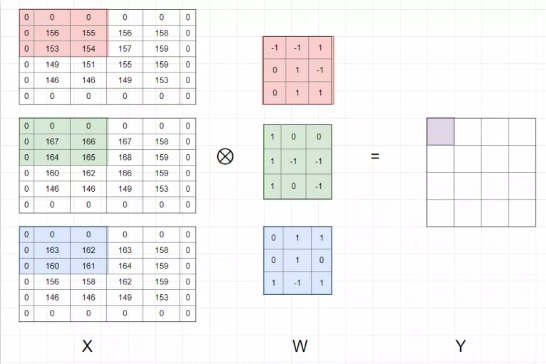 0 0 0 0 0 0
0 156 155 156 158 0
0 153 154 157 159 0
0 149 151 155 159 0
0 146 146 149 153 0
0 0 0 0 0 0
-1 -1 1
0 1 -1
0 1 1
0 0 0 0 0 0
0 167 166 167 158 0
0 164 165 168 159 0
0 160 162 166 159 0
0 146 146 149 153 0
0 0 0 0 0 0
⊗
1 0 0
1 -1 -1
1 0 -1
=
0 0 0 0 0 0
0 163 162 163 158 0
0 160 161 164 159 0
0 156 158 162 159 0
0 146 146 149 153 0
0 0 0 0 0 0
0 1 1
0 1 0
1 -1 1
X W Y